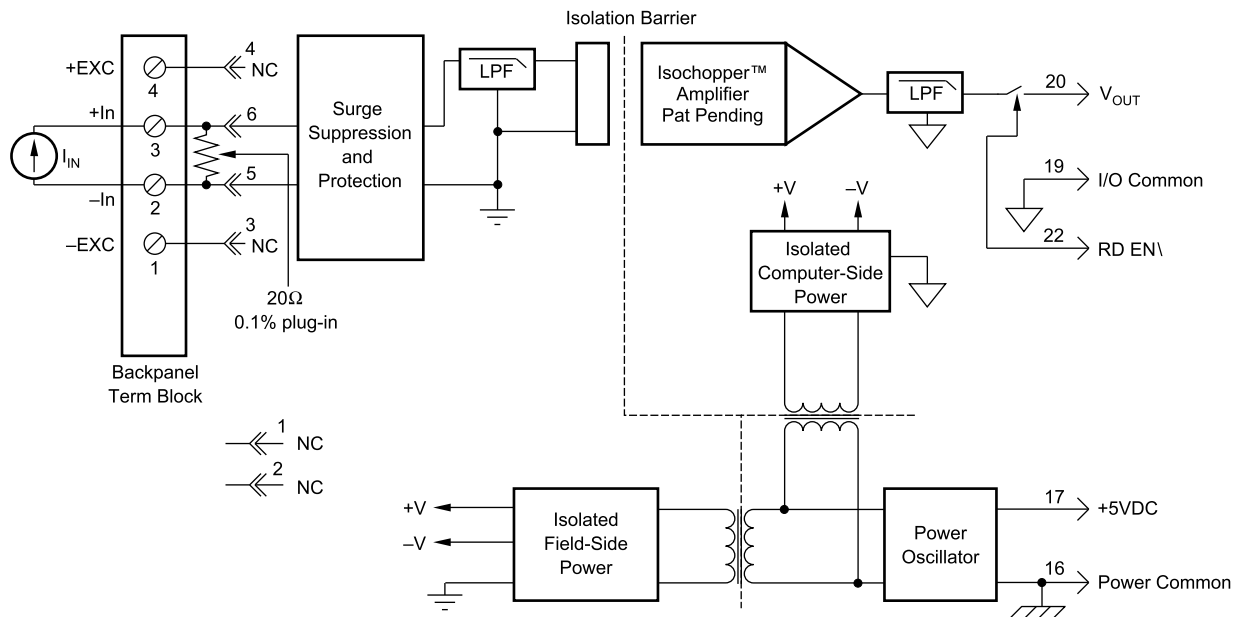 Isolation Barrier
+EXC
4
4
NC
+In
3
6
I_IN
–In
2
5
–EXC
1
3
NC
20Ω
0.1% plug-in
Backpanel
Term Block
Surge
Suppression
and
Protection
LPF
Isochopper™
Amplifier
Pat Pending
LPF
20
V_OUT
19
I/O Common
22
RD EN\
+V
–V
Isolated
Computer-Side
Power
1
NC
2
NC
+V
–V
Isolated
Field-Side
Power
Power
Oscillator
17
+5VDC
16
Power Common